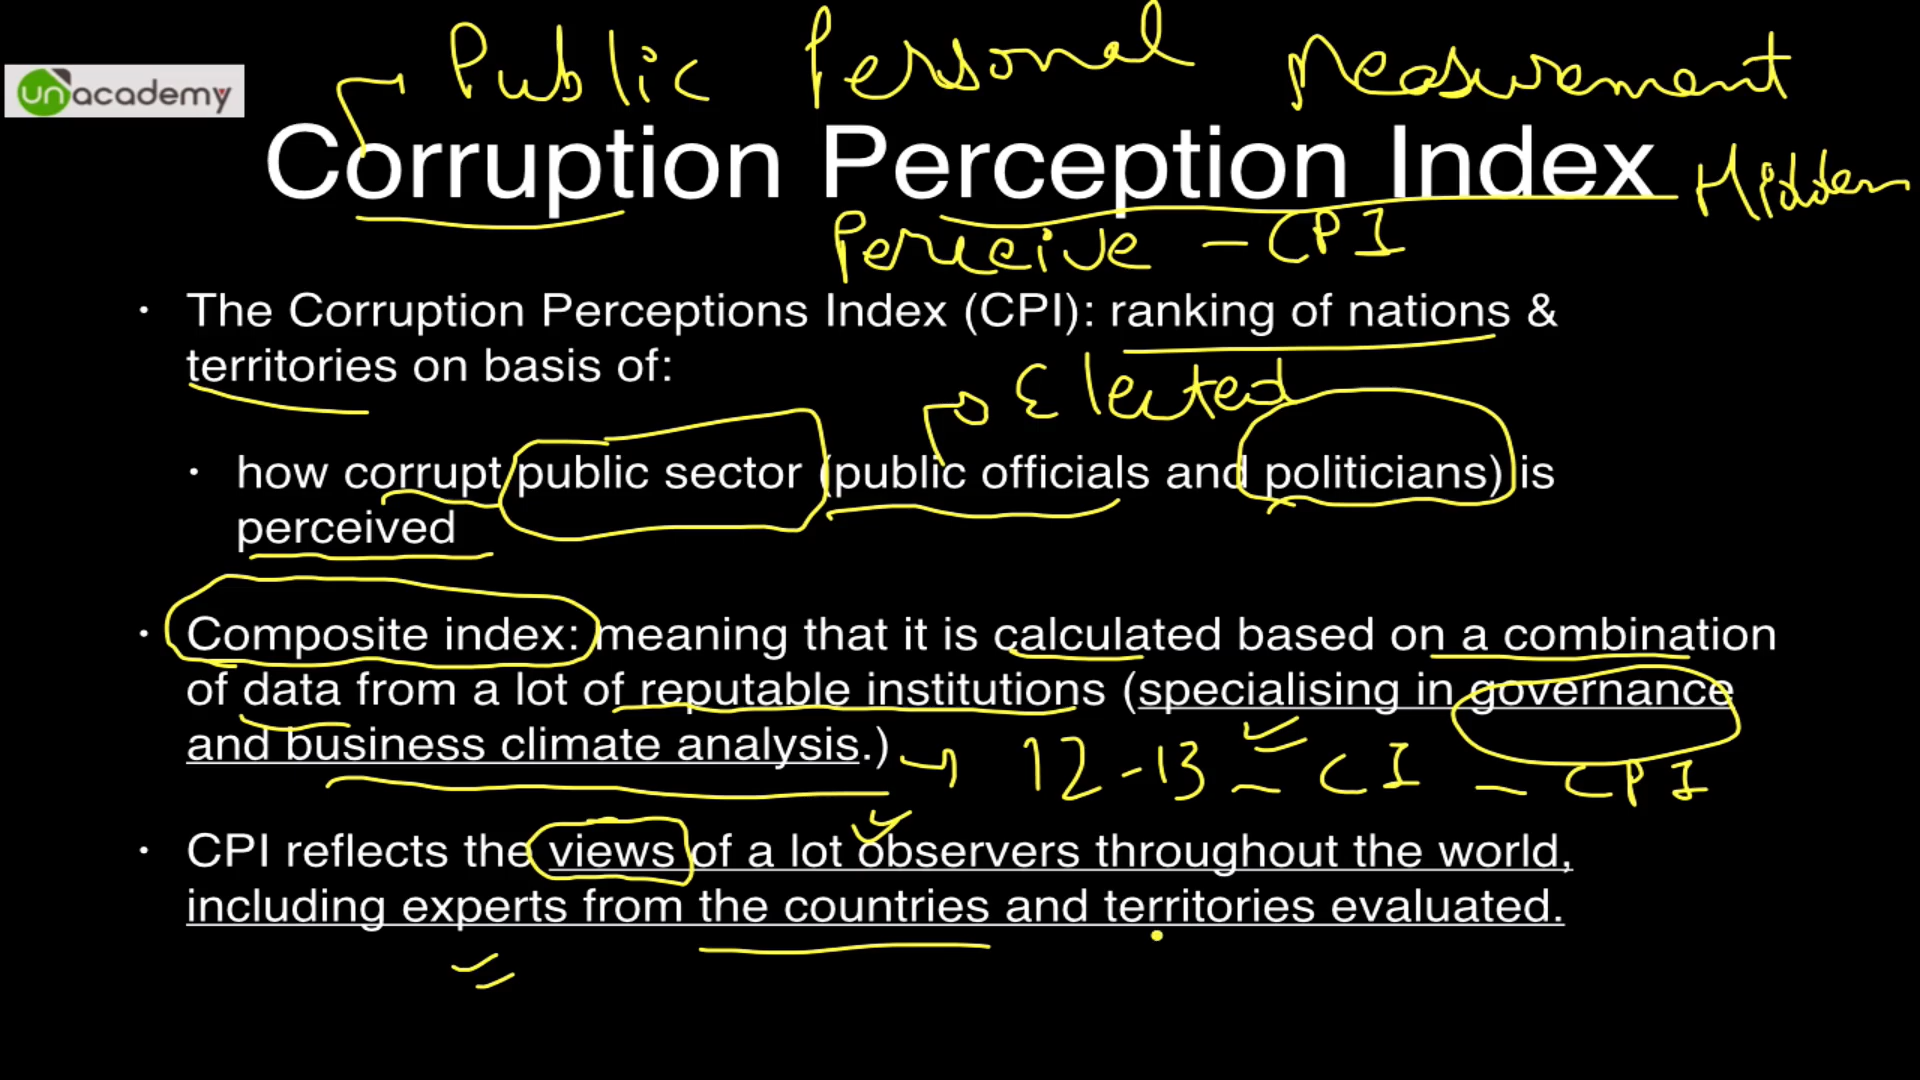 Public Personal Measurement
unacademy
Corruption Perception Index
Hidden
Perceive - CPI
• The Corruption Perceptions Index (CPI): ranking of nations &
territories on basis of:
Elected
• how corrupt public sector (public officials and politicians) is
perceived
• Composite index: meaning that it is calculated based on a combination
of data from a lot of reputable institutions (specialising in governance
and business climate analysis.)
12-13 - CI - CPI
• CPI reflects the views of a lot observers throughout the world,
including experts from the countries and territories evaluated.